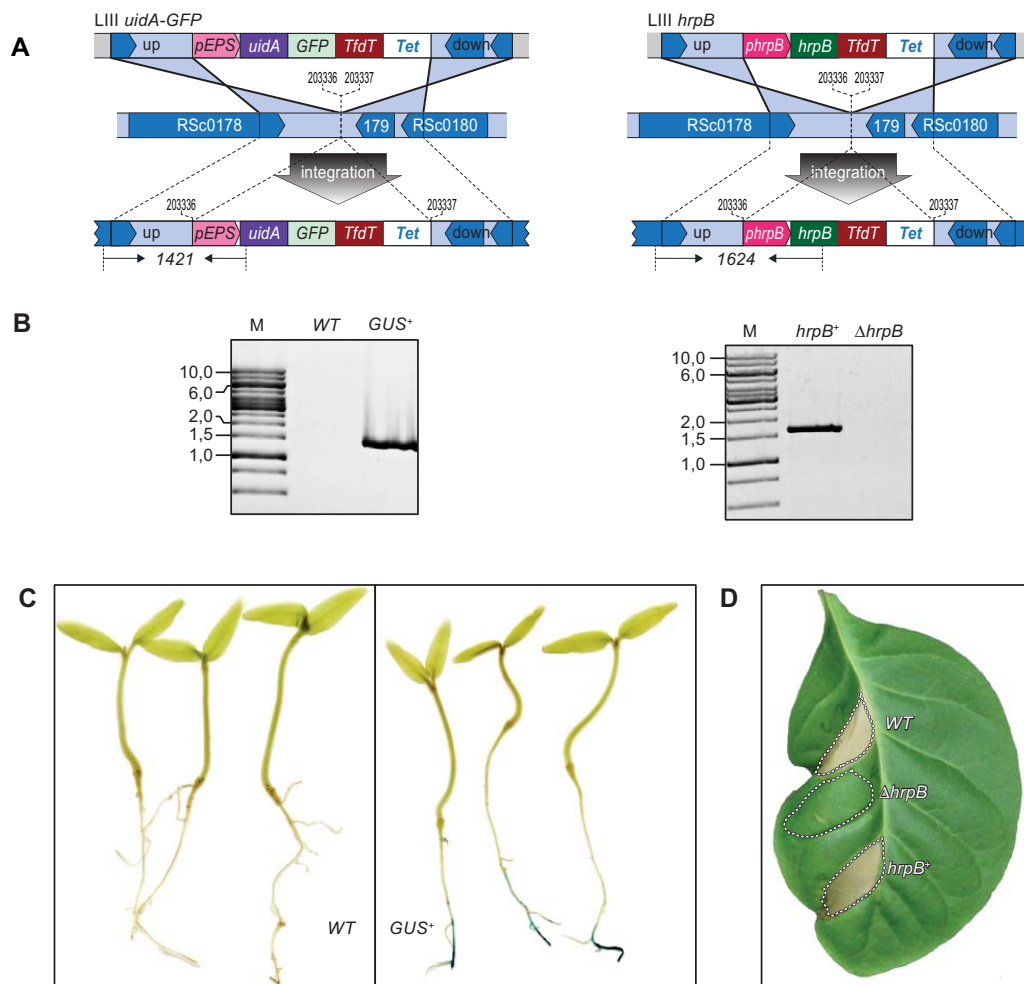 A
LIII uidA-GFP
up pEPS uidA GFP TfdT Tet down
203336 203337
RSc0178 179 RSc0180
integration
203336 203337
up pEPS uidA GFP TfdT Tet down
1421
LIII hrpB
up phrpB hrpB TfdT Tet down
203336 203337
RSc0178 179 RSc0180
integration
203336 203337
up phrpB hrpB TfdT Tet down
1624
B
M WT GUS⁺
10,0
6,0
2,0
1,5
1,0
M hrpB⁺ ΔhrpB
10,0
6,0
2,0
1,5
1,0
C
WT
GUS⁺
D
WT
ΔhrpB
hrpB⁺